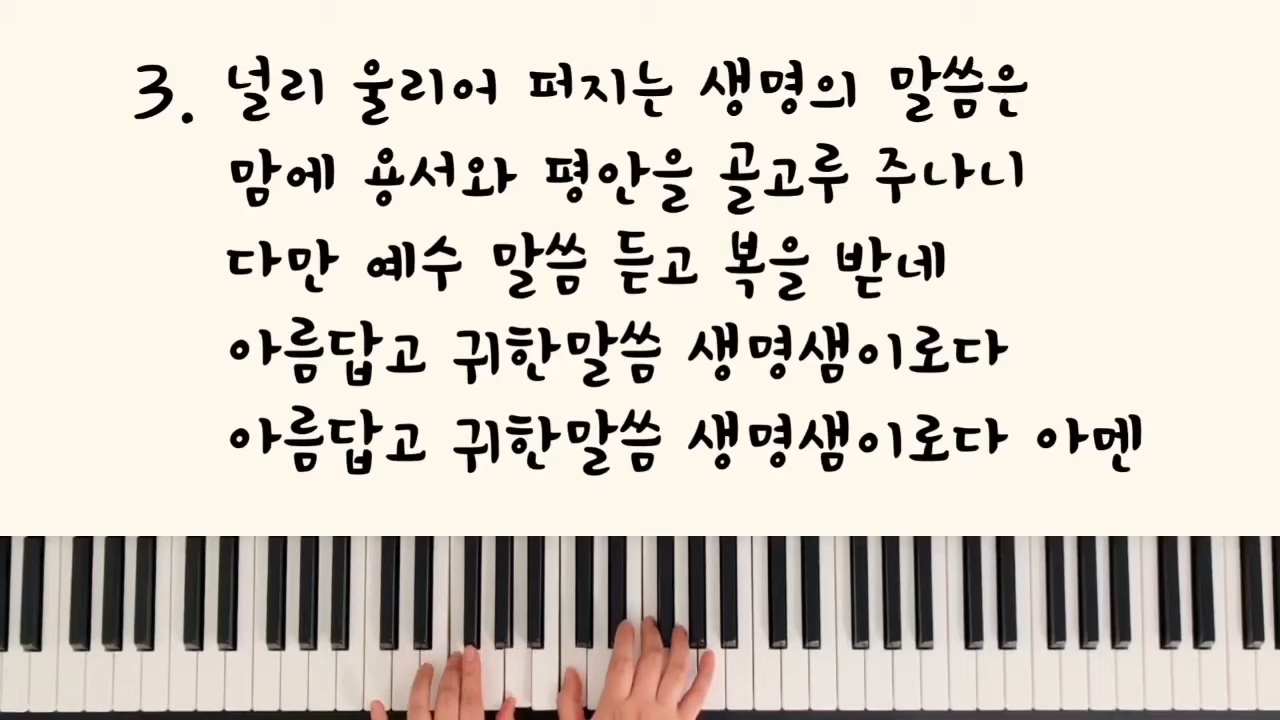 3. 널리 울리어 퍼지는 생명의 말씀은
맘에 용서와 평안을 골고루 주나니
다만 예수 말씀 듣고 복을 받네
아름답고 귀한말씀 생명샘이로다
아름답고 귀한말씀 생명샘이로다 아멘